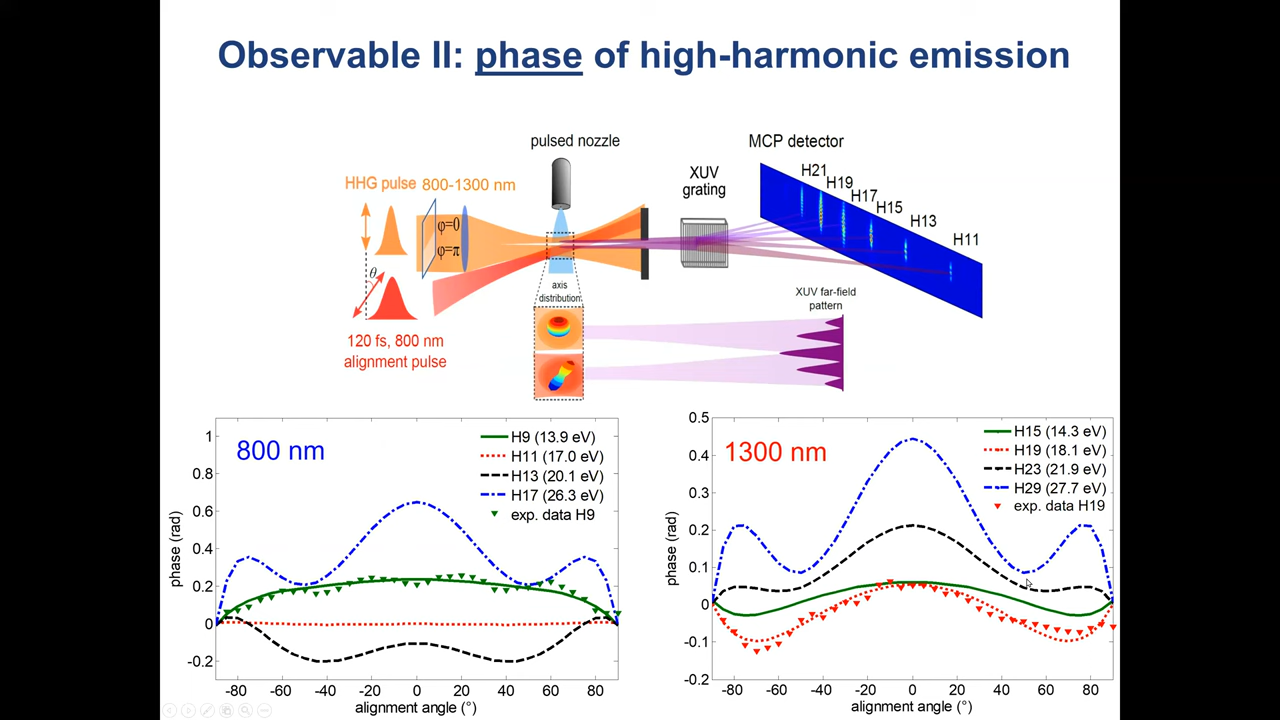 Observable II: phase of high-harmonic emission
pulsed nozzle
MCP detector
HHG pulse 800-1300 nm
XUV
grating
H21
H19
H17
H15
H13
H11
φ=0
φ=π
θ
axis
distribution
XUV far-field
pattern
120 fs, 800 nm
alignment pulse
800 nm
H9 (13.9 eV)
H11 (17.0 eV)
H13 (20.1 eV)
H17 (26.3 eV)
exp. data H9
phase (rad)
1
0.8
0.6
0.4
0.2
0
-0.2
-80 -60 -40 -20 0 20 40 60 80
alignment angle (°)
1300 nm
H15 (14.3 eV)
H19 (18.1 eV)
H23 (21.9 eV)
H29 (27.7 eV)
exp. data H19
phase (rad)
0.5
0.4
0.3
0.2
0.1
0
-0.1
-0.2
-80 -60 -40 -20 0 20 40 60 80
alignment angle (°)